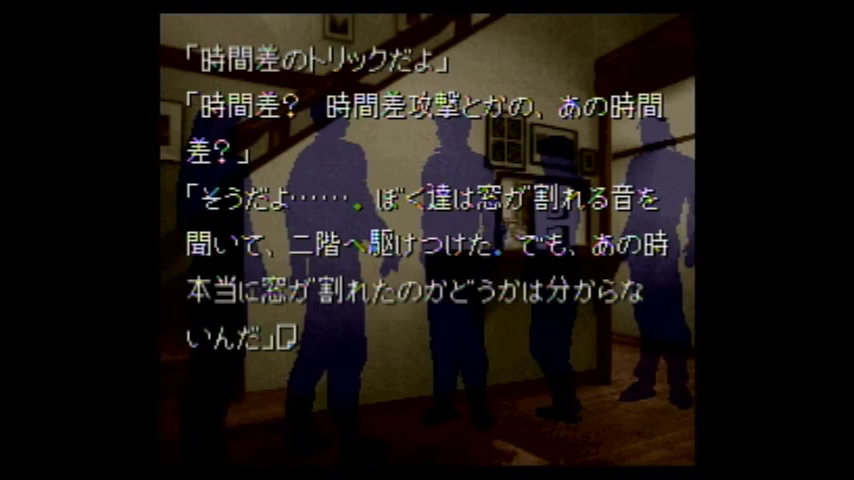 「時間差のトリックだよ」
「時間差？　時間差攻撃とかの、あの時間
差？」
「そうだよ……。ぼく達は窓が割れる音を
聞いて、二階へ駆けつけた。でも、あの時
本当に窓が割れたのかどうかは分からな
いんだ」